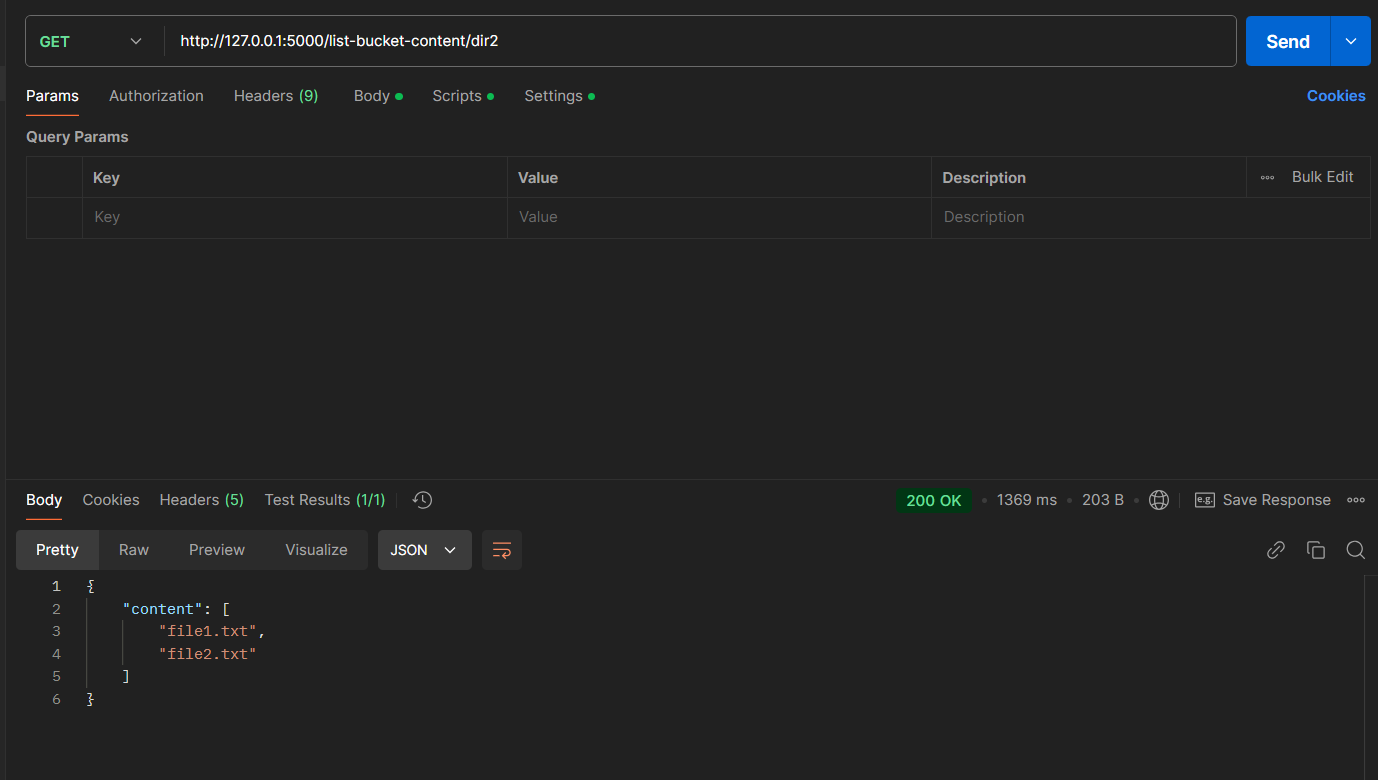 GET http://127.0.0.1:5000/list-bucket-content/dir2 Send
Params Authorization Headers (9) Body Scripts Settings Cookies
Query Params
Key Value Description Bulk Edit
Key Value Description
Body Cookies Headers (5) Test Results (1/1) 200 OK 1369 ms 203 B e.g. Save Response
Pretty Raw Preview Visualize JSON
1 {
2 "content": [
3 "file1.txt",
4 "file2.txt"
5 ]
6 }